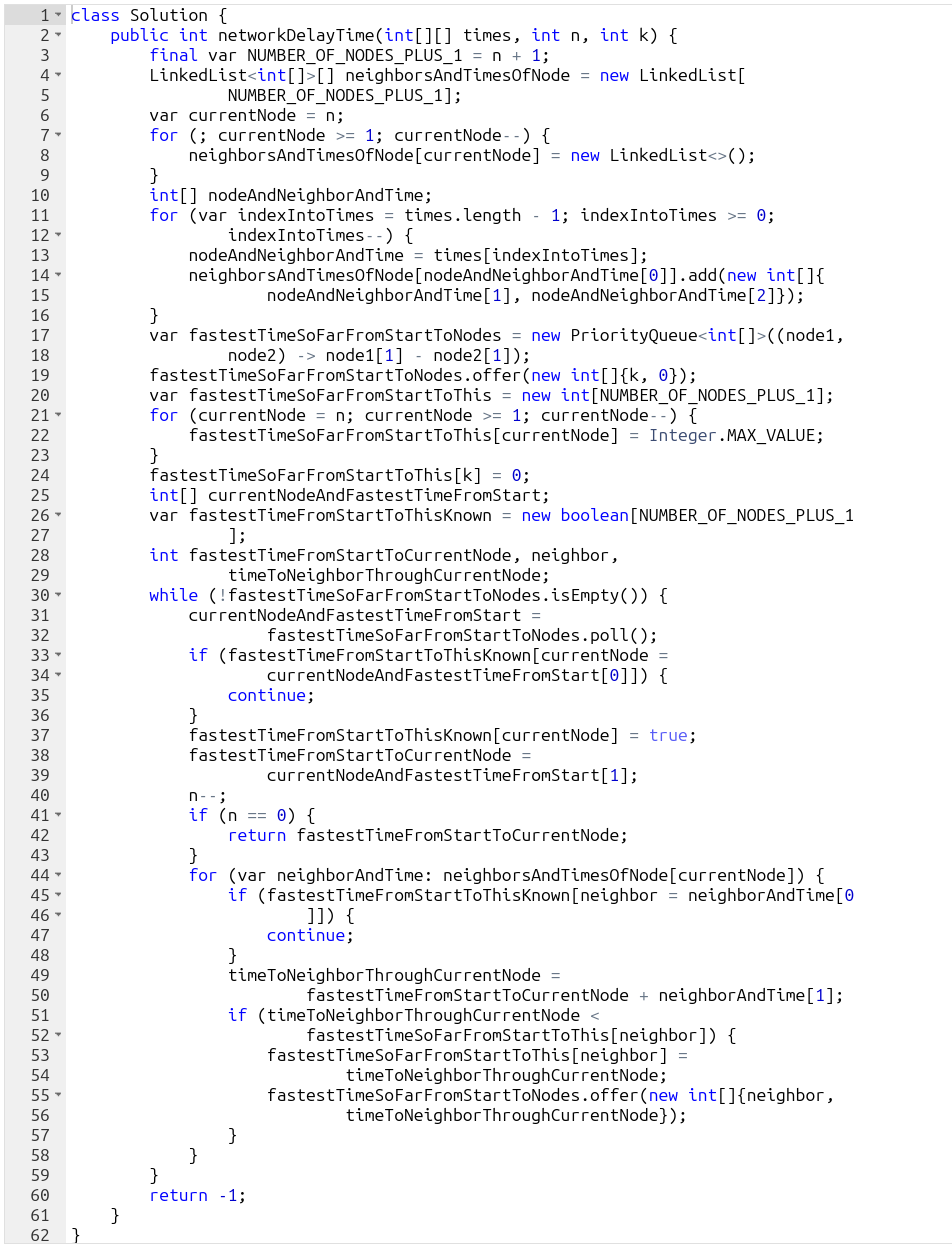 1 class Solution {
2     public int networkDelayTime(int[][] times, int n, int k) {
3         final var NUMBER_OF_NODES_PLUS_1 = n + 1;
4         LinkedList<int[]>[] neighborsAndTimesOfNode = new LinkedList[
5                 NUMBER_OF_NODES_PLUS_1];
6         var currentNode = n;
7         for (; currentNode >= 1; currentNode--) {
8             neighborsAndTimesOfNode[currentNode] = new LinkedList<>();
9         }
10         int[] nodeAndNeighborAndTime;
11         for (var indexIntoTimes = times.length - 1; indexIntoTimes >= 0;
12                 indexIntoTimes--) {
13             nodeAndNeighborAndTime = times[indexIntoTimes];
14             neighborsAndTimesOfNode[nodeAndNeighborAndTime[0]].add(new int[]{
15                     nodeAndNeighborAndTime[1], nodeAndNeighborAndTime[2]});
16         }
17         var fastestTimeSoFarFromStartToNodes = new PriorityQueue<int[]>((node1,
18                 node2) -> node1[1] - node2[1]);
19         fastestTimeSoFarFromStartToNodes.offer(new int[]{k, 0});
20         var fastestTimeSoFarFromStartToThis = new int[NUMBER_OF_NODES_PLUS_1];
21         for (currentNode = n; currentNode >= 1; currentNode--) {
22             fastestTimeSoFarFromStartToThis[currentNode] = Integer.MAX_VALUE;
23         }
24         fastestTimeSoFarFromStartToThis[k] = 0;
25         int[] currentNodeAndFastestTimeFromStart;
26         var fastestTimeFromStartToThisKnown = new boolean[NUMBER_OF_NODES_PLUS_1
27                 ];
28         int fastestTimeFromStartToCurrentNode, neighbor,
29                 timeToNeighborThroughCurrentNode;
30         while (!fastestTimeSoFarFromStartToNodes.isEmpty()) {
31             currentNodeAndFastestTimeFromStart =
32                     fastestTimeSoFarFromStartToNodes.poll();
33             if (fastestTimeFromStartToThisKnown[currentNode =
34                     currentNodeAndFastestTimeFromStart[0]]) {
35                 continue;
36             }
37             fastestTimeFromStartToThisKnown[currentNode] = true;
38             fastestTimeFromStartToCurrentNode =
39                     currentNodeAndFastestTimeFromStart[1];
40             n--;
41             if (n == 0) {
42                 return fastestTimeFromStartToCurrentNode;
43             }
44             for (var neighborAndTime: neighborsAndTimesOfNode[currentNode]) {
45                 if (fastestTimeFromStartToThisKnown[neighbor = neighborAndTime[0
46                         ]]) {
47                     continue;
48                 }
49                 timeToNeighborThroughCurrentNode =
50                         fastestTimeFromStartToCurrentNode + neighborAndTime[1];
51                 if (timeToNeighborThroughCurrentNode <
52                         fastestTimeSoFarFromStartToThis[neighbor]) {
53                     fastestTimeSoFarFromStartToThis[neighbor] =
54                             timeToNeighborThroughCurrentNode;
55                     fastestTimeSoFarFromStartToNodes.offer(new int[]{neighbor,
56                             timeToNeighborThroughCurrentNode});
57                 }
58             }
59         }
60         return -1;
61     }
62 }